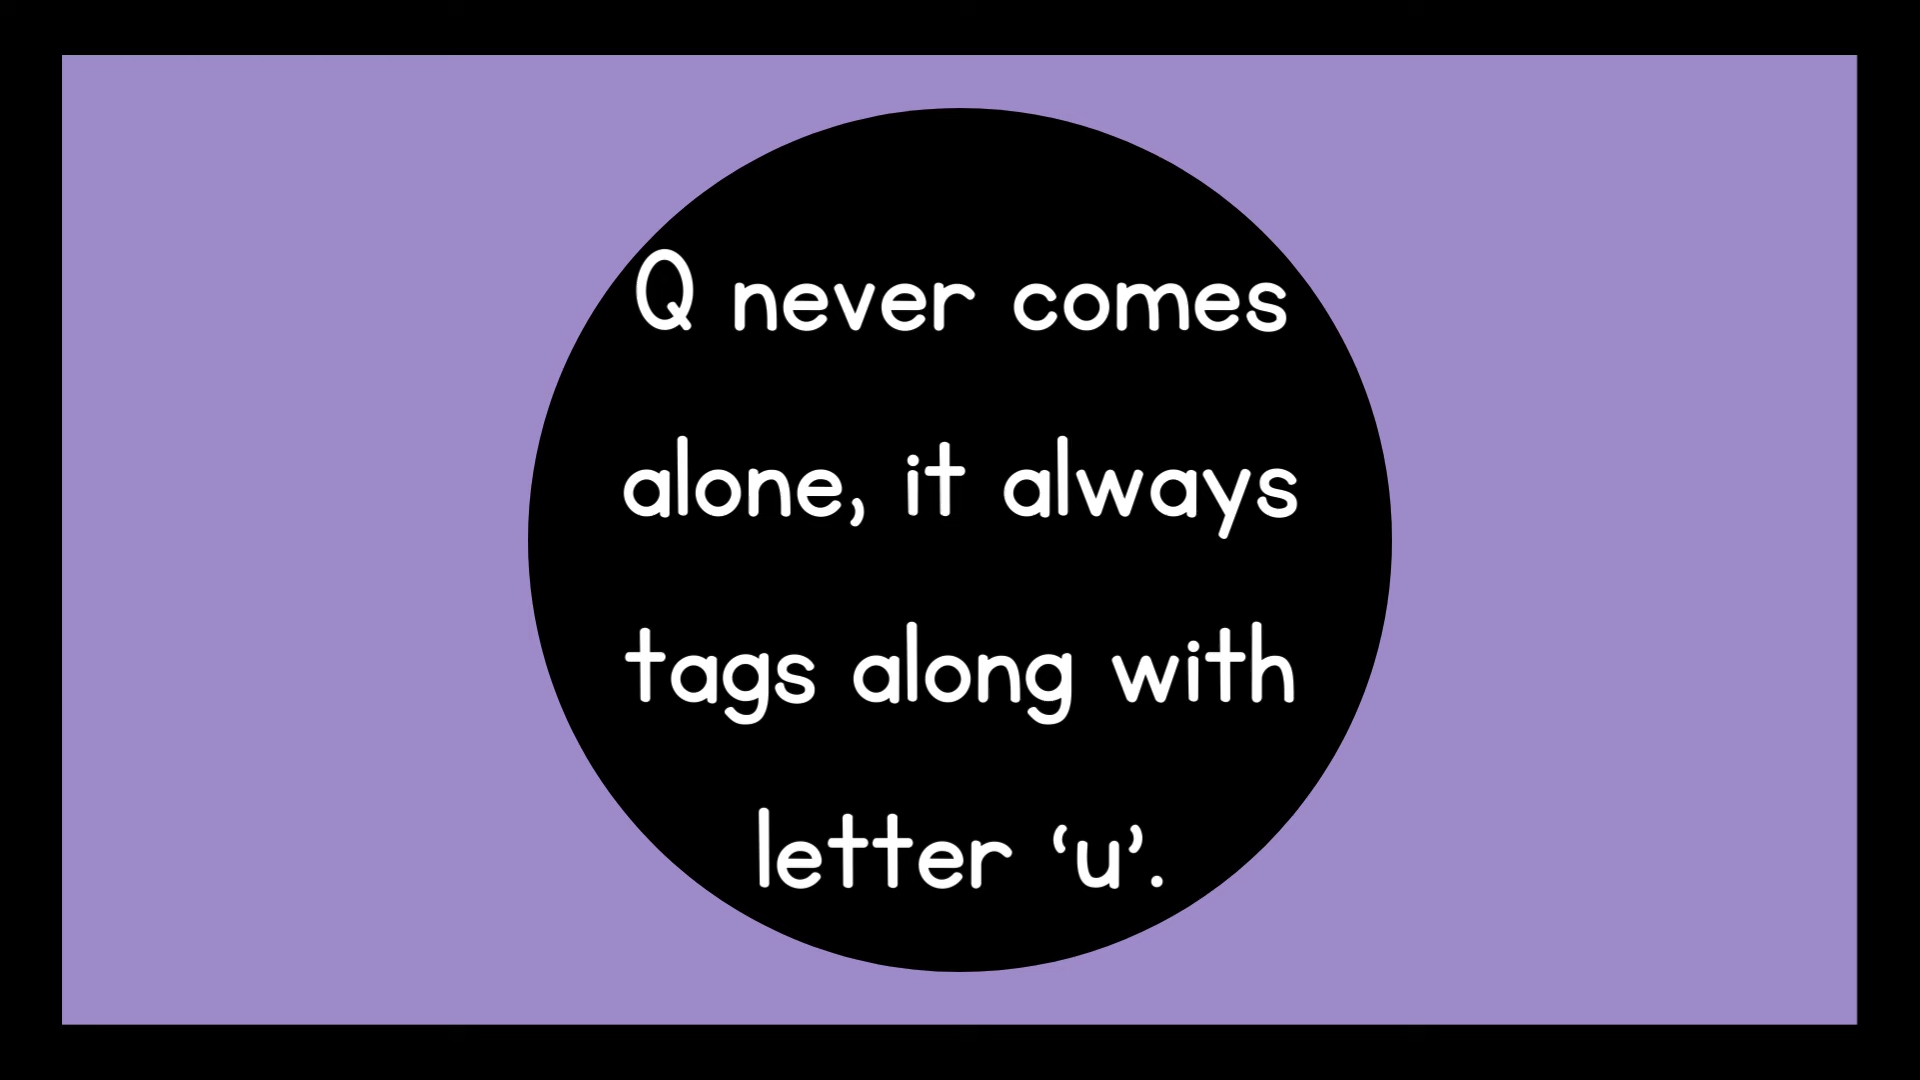 Q never comes
alone, it always
tags along with
letter ‘u’.